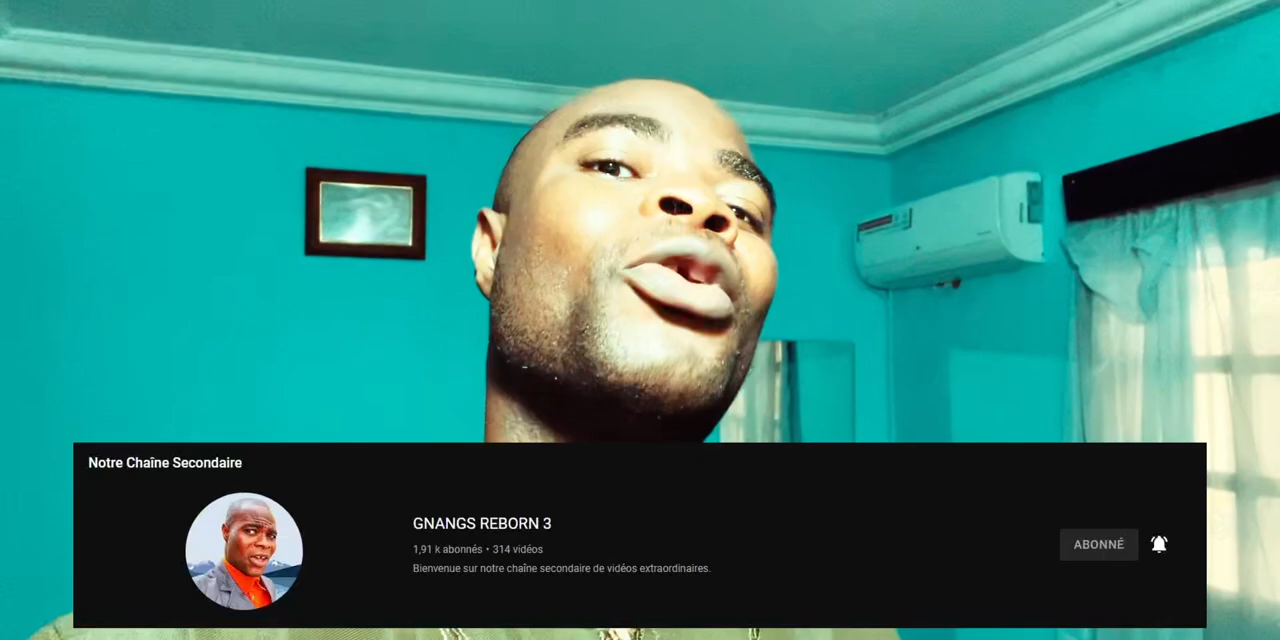 Notre Chaîne Secondaire
GNANGS REBORN 3
1,91 k abonnés • 314 vidéos
Bienvenue sur notre chaîne secondaire de vidéos extraordinaires.
ABONNÉ